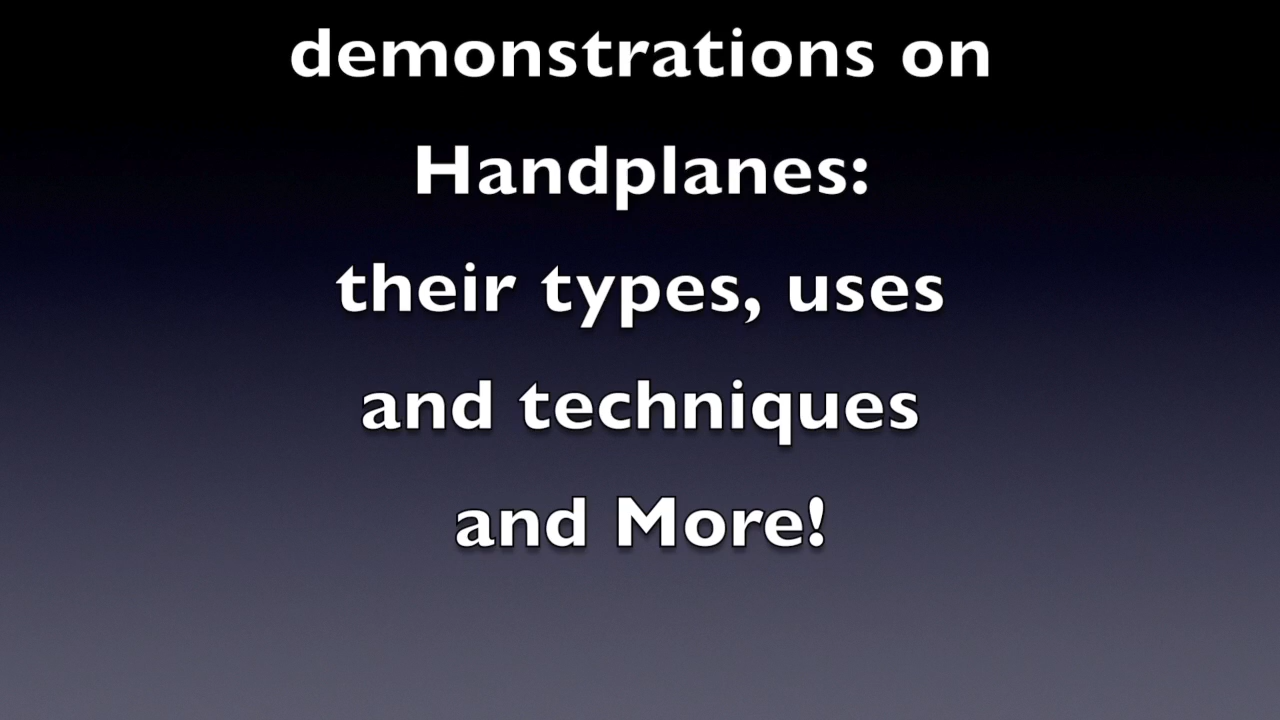 demonstrations on
Handplanes:
their types, uses
and techniques
and More!